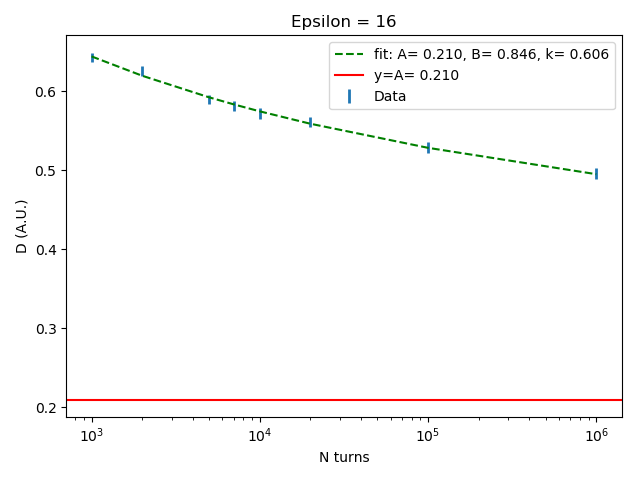 Epsilon = 16
fit: A= 0.210, B= 0.846, k= 0.606
y=A= 0.210
Data
D (A.U.)
0.6
0.5
0.4
0.3
0.2
10³ 10⁴ 10⁵ 10⁶
N turns